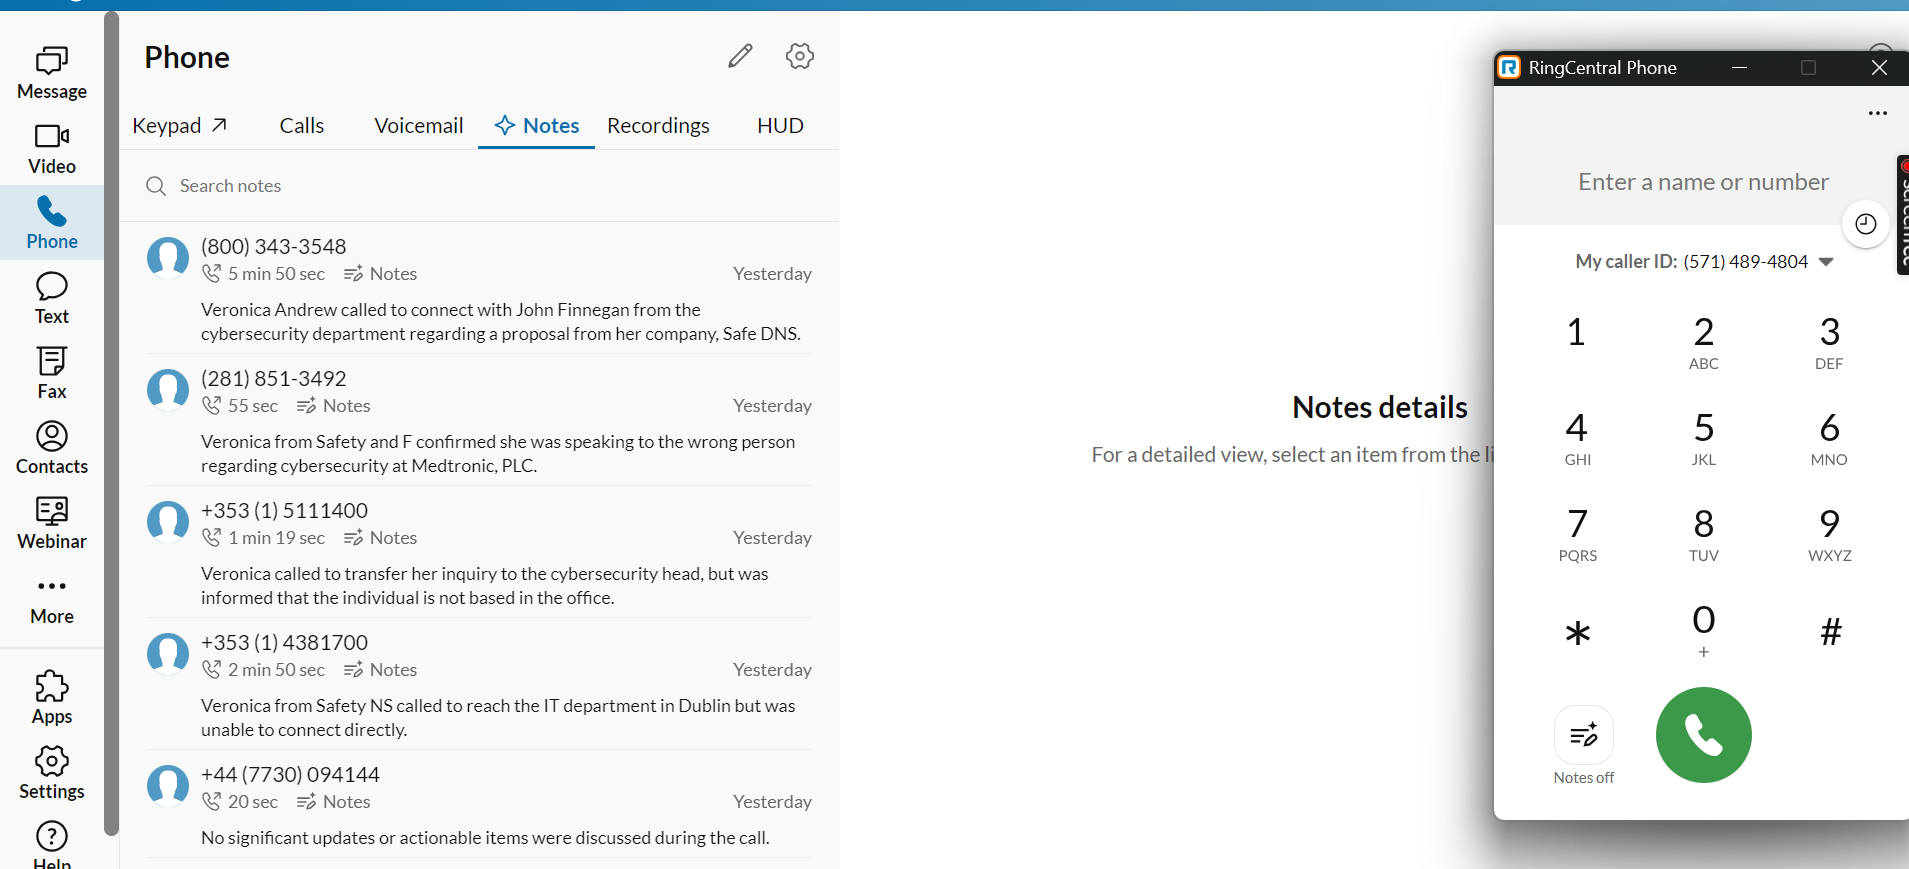 Message
Video
Phone
Text
Fax
Contacts
Webinar
More
Apps
Settings
Help
Phone
Keypad
Calls
Voicemail
Notes
Recordings
HUD
Search notes
(800) 343-3548
5 min 50 sec Notes Yesterday
Veronica Andrew called to connect with John Finnegan from the
cybersecurity department regarding a proposal from her company, Safe DNS.
(281) 851-3492
55 sec Notes Yesterday
Veronica from Safety and F confirmed she was speaking to the wrong person
regarding cybersecurity at Medtronic, PLC.
+353 (1) 5111400
1 min 19 sec Notes Yesterday
Veronica called to transfer her inquiry to the cybersecurity head, but was
informed that the individual is not based in the office.
+353 (1) 4381700
2 min 50 sec Notes Yesterday
Veronica from Safety NS called to reach the IT department in Dublin but was
unable to connect directly.
+44 (7730) 094144
20 sec Notes Yesterday
No significant updates or actionable items were discussed during the call.
Notes details
For a detailed view, select an item from the li
RingCentral Phone
Enter a name or number
My caller ID: (571) 489-4804
1 2 3
ABC DEF
4 5 6
GHI JKL MNO
7 8 9
PQRS TUV WXYZ
* 0 #
+
Notes off